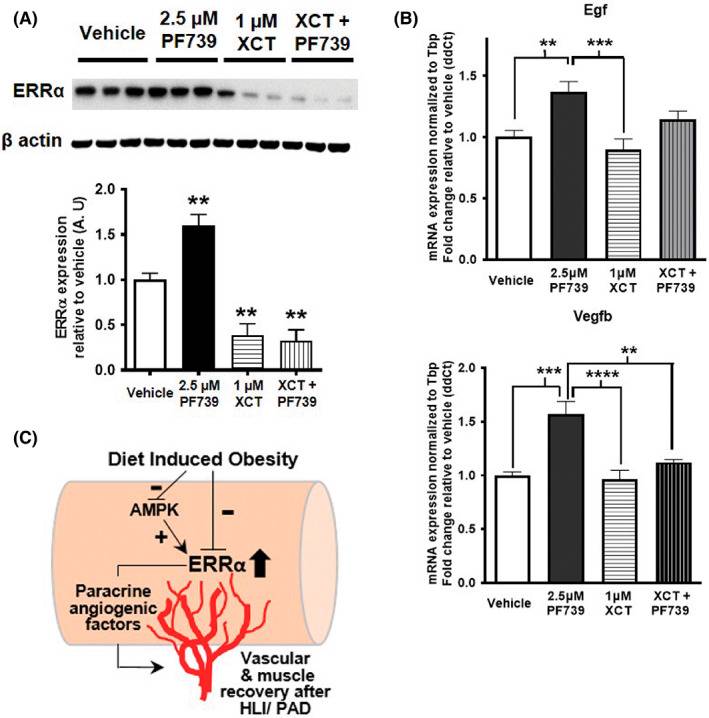 (A)
Vehicle
2.5 µM
PF739
1 µM
XCT
XCT +
PF739
ERRα
β actin
ERRα expression
relative to vehicle (A. U)
2.0
1.5
1.0
0.5
0.0
**
**
**
Vehicle
2.5 µM
PF739
1 µM
XCT
XCT +
PF739
(B)
Egf
mRNA expression normalized to Tbp
Fold change relative to vehicle (ddCt)
2.0
1.5
1.0
0.5
0.0
**
***
Vehicle
2.5µM
PF739
1µM
XCT
XCT +
PF739
Vegfb
mRNA expression normalized to Tbp
Fold change relative to vehicle (ddCt)
2.0
1.5
1.0
0.5
0.0
***
****
**
Vehicle
2.5µM
PF739
1µM
XCT
XCT +
PF739
(C)
Diet Induced Obesity
-
AMPK
-
+
ERRα
Paracrine
angiogenic
factors
Vascular
& muscle
recovery after
HLI/ PAD